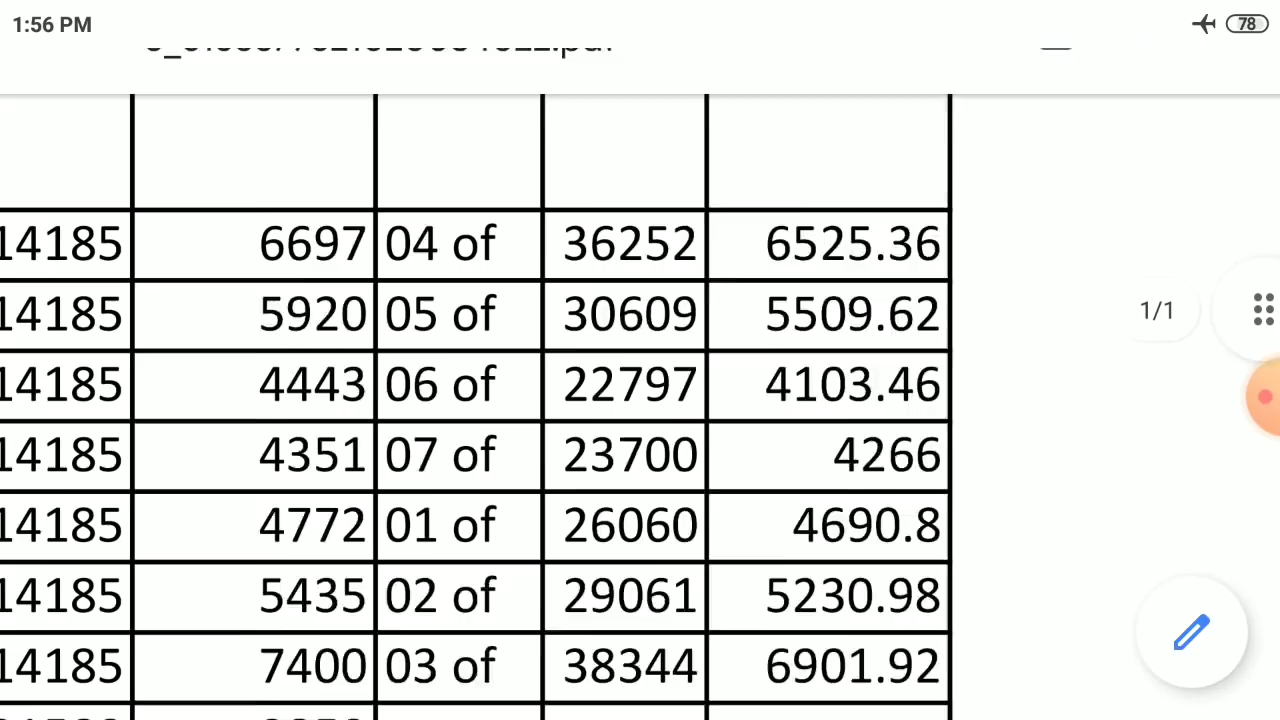 1:56 PM
78
14185 6697 04 of 36252 6525.36
14185 5920 05 of 30609 5509.62
1/1
14185 4443 06 of 22797 4103.46
14185 4351 07 of 23700 4266
14185 4772 01 of 26060 4690.8
14185 5435 02 of 29061 5230.98
14185 7400 03 of 38344 6901.92